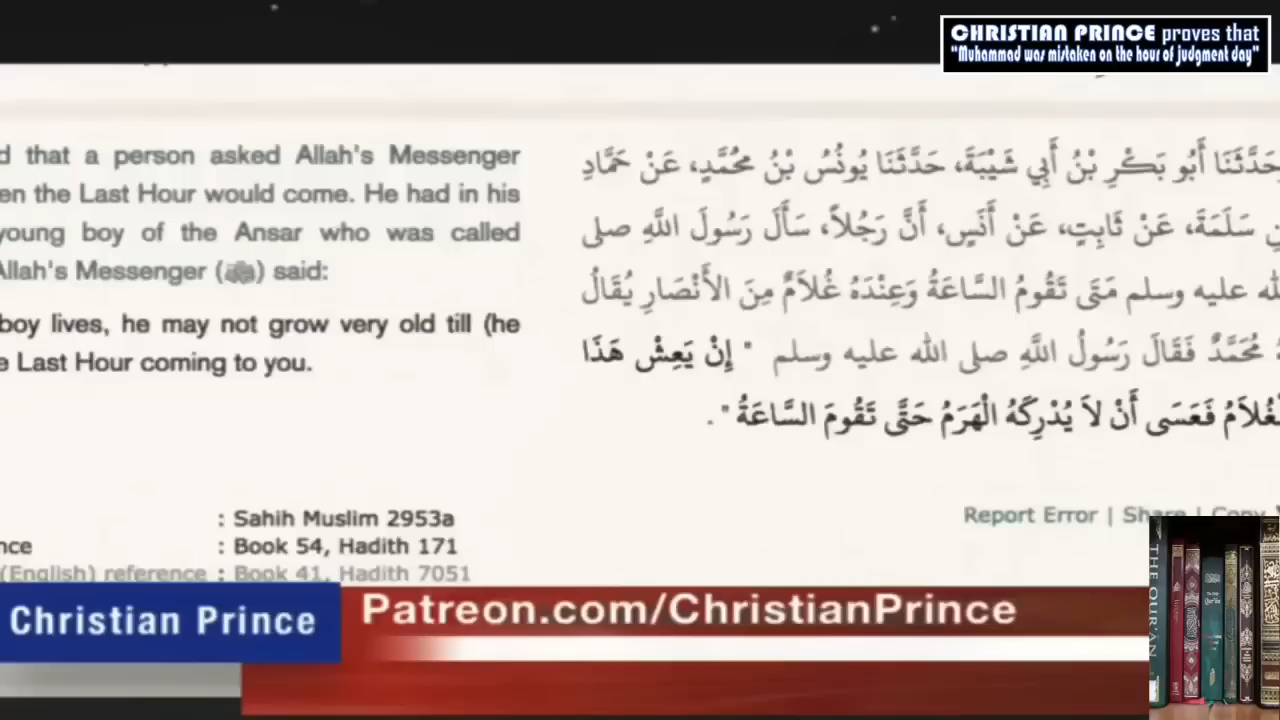 CHRISTIAN PRINCE proves that
"Muhammad was mistaken on the hour of judgment day"
d that a person asked Allah's Messenger
en the Last Hour would come. He had in his
young boy of the Ansar who was called
Allah's Messenger (ﷺ) said:
boy lives, he may not grow very old till (he
e Last Hour coming to you.
حَدَّثَنَا أَبُو بَكْرِ بْنُ أَبِي شَيْبَةَ، حَدَّثَنَا يُونُسُ بْنُ مُحَمَّدٍ، عَنْ حَمَّادِ
نِ سَلَمَةَ، عَنْ ثَابِتٍ، عَنْ أَنَسٍ، أَنَّ رَجُلاً، سَأَلَ رَسُولَ اللَّهِ صلى
لله عليه وسلم مَتَى تَقُومُ السَّاعَةُ وَعِنْدَهُ غُلاَمٌ مِنَ الأَنْصَارِ يُقَالُ
هُ مُحَمَّدٌ فَقَالَ رَسُولُ اللَّهِ صلى الله عليه وسلم " إِنْ يَعِشْ هَذَا
لْغُلاَمُ فَعَسَى أَنْ لاَ يُدْرِكَهُ الْهَرَمُ حَتَّى تَقُومَ السَّاعَةُ " .
: Sahih Muslim 2953a
nce : Book 54, Hadith 171
(English) reference : Book 41, Hadith 7051
Report Error | Share | Copy
Christian Prince
Patreon.com/ChristianPrince
THE QUR'AN